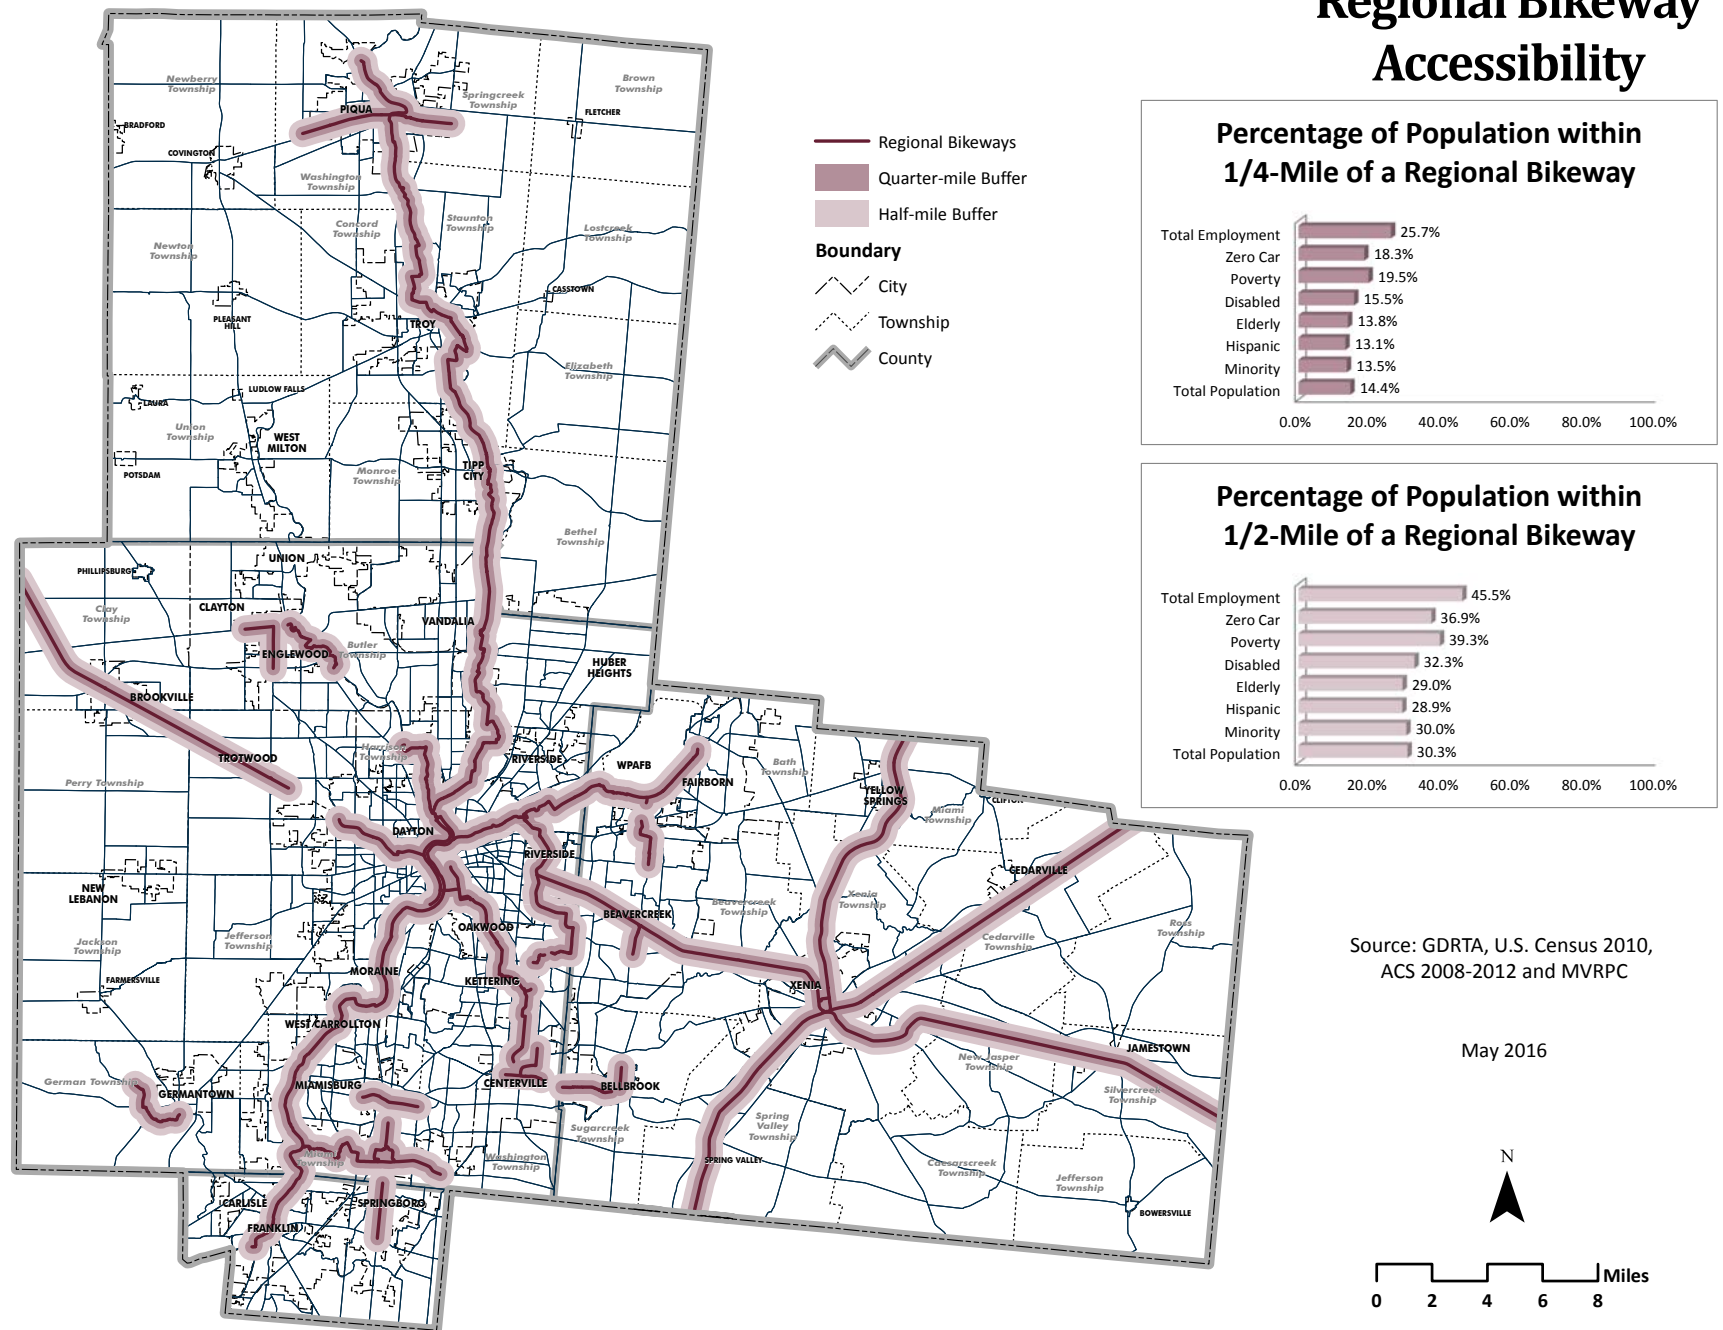 Regional Bikeway
Accessibility
Percentage of Population within
1/4-Mile of a Regional Bikeway
Total Employment 25.7%
Zero Car 18.3%
Poverty 19.5%
Disabled 15.5%
Elderly 13.8%
Hispanic 13.1%
Minority 13.5%
Total Population 14.4%
0.0% 20.0% 40.0% 60.0% 80.0% 100.0%
Percentage of Population within
1/2-Mile of a Regional Bikeway
Total Employment 45.5%
Zero Car 36.9%
Poverty 39.3%
Disabled 32.3%
Elderly 29.0%
Hispanic 28.9%
Minority 30.0%
Total Population 30.3%
0.0% 20.0% 40.0% 60.0% 80.0% 100.0%
Regional Bikeways
Quarter-mile Buffer
Half-mile Buffer
Boundary
City
Township
County
Newberry
Township
Brown
Township
Springcreek
Township
PIQUA
FLETCHER
BRADFORD
COVINGTON
Washington
Township
Concord
Township
Staunton
Township
Lostcreek
Township
Newton
Township
CASSTOWN
PLEASANT
HILL
TROY
Elizabeth
Township
LUDLOW FALLS
LAURA
Union
Township
WEST
MILTON
POTSDAM
Monroe
Township
TIPP
CITY
Bethel
Township
UNION
PHILLIPSBURG
Clay
Township
CLAYTON
VANDALIA
ENGLEWOOD
Butler
Township
HUBER
HEIGHTS
BROOKVILLE
TROTWOOD
Harrison
Township
RIVERSIDE
WPAFB
FAIRBORN
Bath
Township
Perry Township
YELLOW
SPRINGS
Miami
Township
CLIFTON
DAYTON
RIVERSIDE
CEDARVILLE
NEW
LEBANON
BEAVERCREEK
Beavercreek
Township
Xenia
Township
Ross
Township
Jackson
Township
Jefferson
Township
OAKWOOD
Cedarville
Township
FARMERSVILLE
MORAINE
KETTERING
XENIA
WEST CARROLLTON
JAMESTOWN
New Jasper
Township
German Township
GERMANTOWN
MIAMISBURG
CENTERVILLE
BELLBROOK
Silvercreek
Township
Sugarcreek
Township
Spring
Valley
Township
Miami
Township
Washington
Township
SPRING VALLEY
Caesarscreek
Township
Jefferson
Township
CARLISLE
SPRINGBORO
FRANKLIN
BOWERSVILLE
Source: GDRTA, U.S. Census 2010,
ACS 2008-2012 and MVRPC
May 2016
N
Miles
0 2 4 6 8